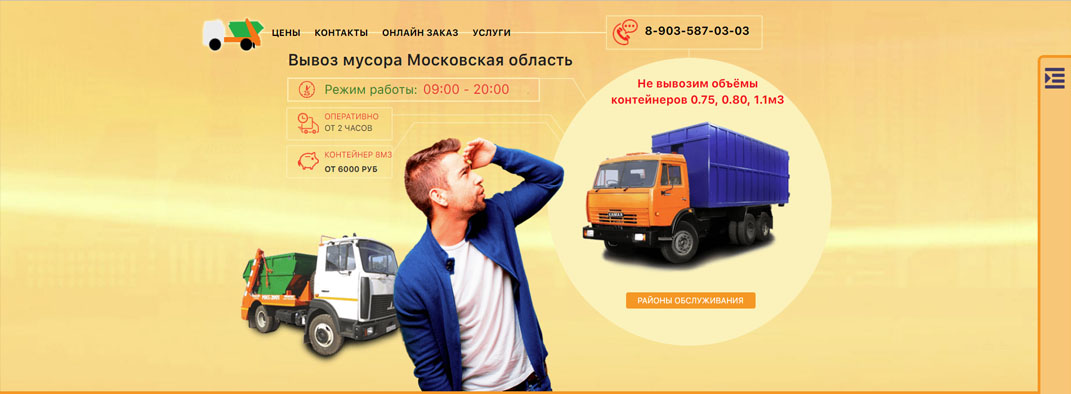 ЦЕНЫ КОНТАКТЫ ОНЛАЙН ЗАКАЗ УСЛУГИ
8-903-587-03-03
Вывоз мусора Московская область
Режим работы: 09:00 - 20:00
ОПЕРАТИВНО
ОТ 2 ЧАСОВ
КОНТЕЙНЕР 8М3
ОТ 6000 РУБ
Не вывозим объёмы
контейнеров 0.75, 0.80, 1.1м3
РАЙОНЫ ОБСЛУЖИВАНИЯ